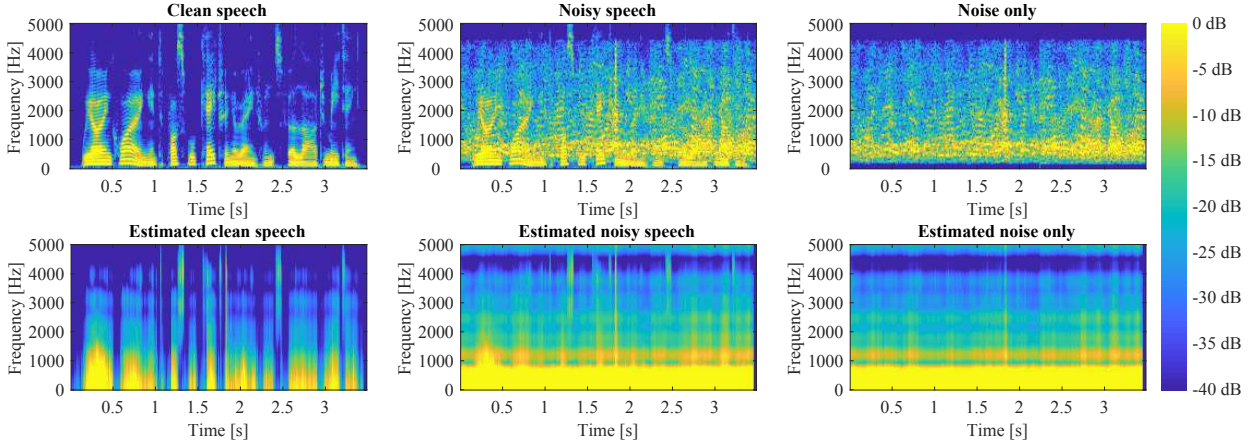 Clean speech
Noisy speech
Noise only
Frequency [Hz]
5000
4000
3000
2000
1000
0
0.5
1
1.5
2
2.5
3
Time [s]
Frequency [Hz]
5000
4000
3000
2000
1000
0
0.5
1
1.5
2
2.5
3
Time [s]
Frequency [Hz]
5000
4000
3000
2000
1000
0
0.5
1
1.5
2
2.5
3
Time [s]
Estimated clean speech
Estimated noisy speech
Estimated noise only
Frequency [Hz]
5000
4000
3000
2000
1000
0
0.5
1
1.5
2
2.5
3
Time [s]
Frequency [Hz]
5000
4000
3000
2000
1000
0
0.5
1
1.5
2
2.5
3
Time [s]
Frequency [Hz]
5000
4000
3000
2000
1000
0
0.5
1
1.5
2
2.5
3
Time [s]
0 dB
-5 dB
-10 dB
-15 dB
-20 dB
-25 dB
-30 dB
-35 dB
-40 dB